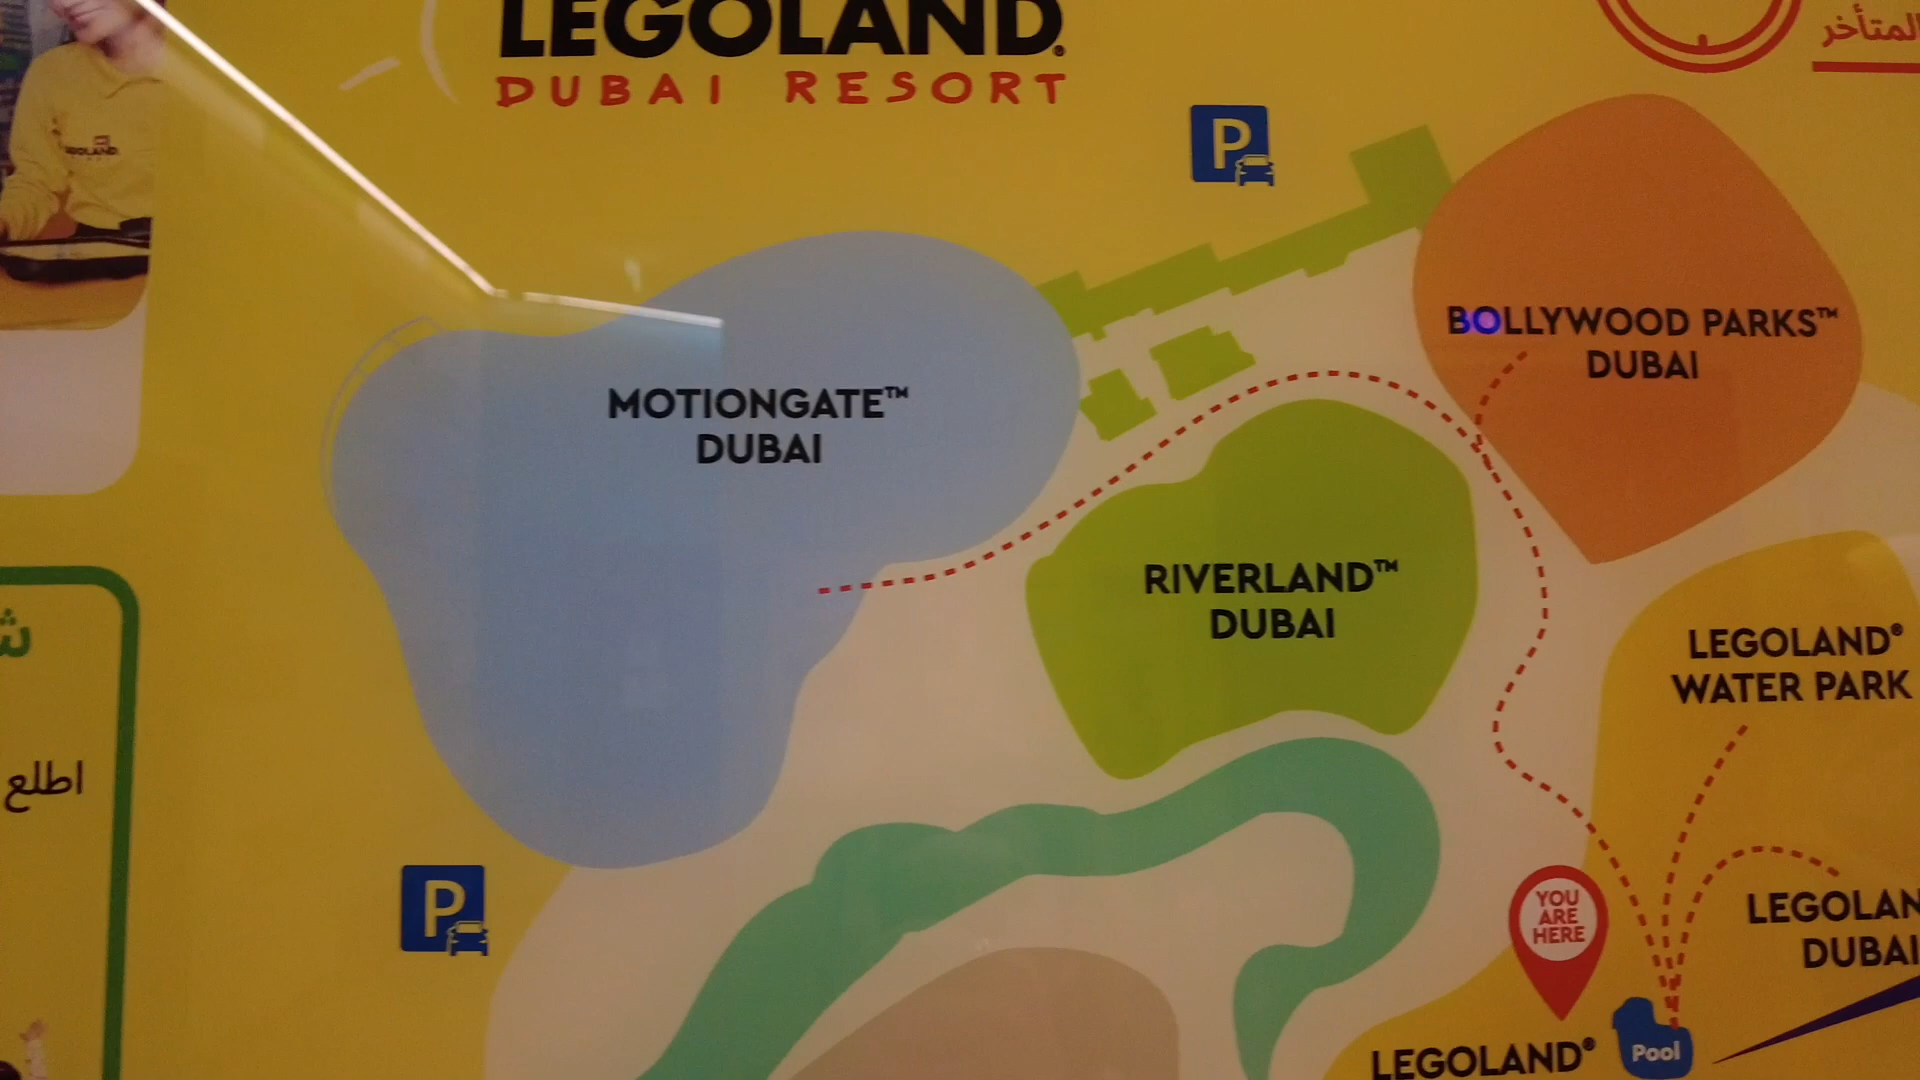 LEGOLAND®
DUBAI RESORT
المتأخر
P
MOTIONGATE™
DUBAI
BOLLYWOOD PARKS™
DUBAI
RIVERLAND™
DUBAI
LEGOLAND®
WATER PARK
اطلع
P
YOU
ARE
HERE
LEGOLAN
DUBAI
LEGOLAND®
Pool